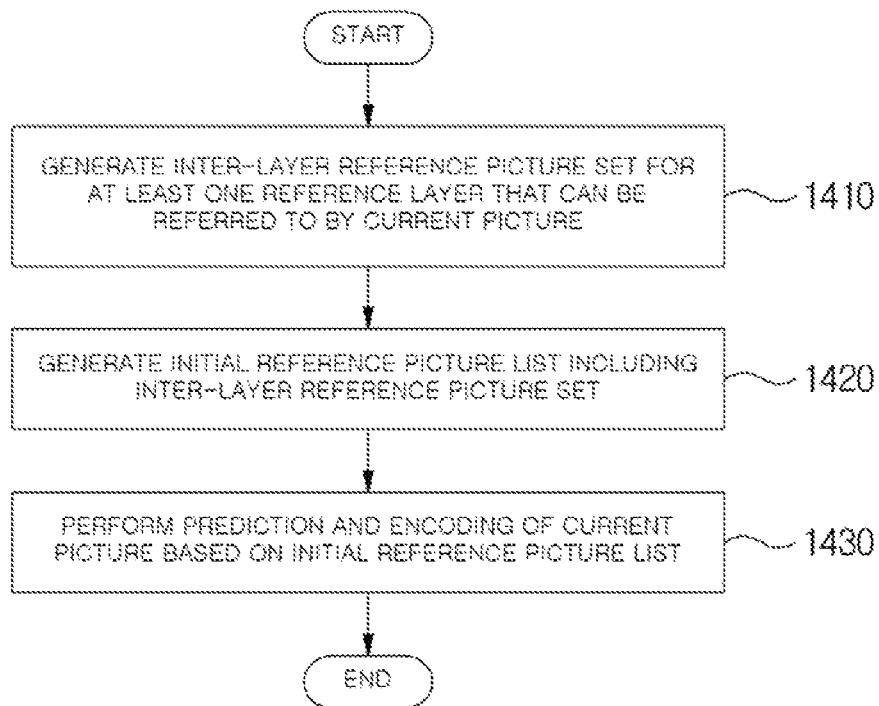 START
GENERATE INTER-LAYER REFERENCE PICTURE SET FOR
AT LEAST ONE REFERENCE LAYER THAT CAN BE
REFERRED TO BY CURRENT PICTURE
1410
GENERATE INITIAL REFERENCE PICTURE LIST INCLUDING
INTER-LAYER REFERENCE PICTURE SET.
1420
PERFORM PREDICTION AND ENCODING OF CURRENT
PICTURE BASED ON INITIAL REFERENCE PICTURE LIST.
1430
END